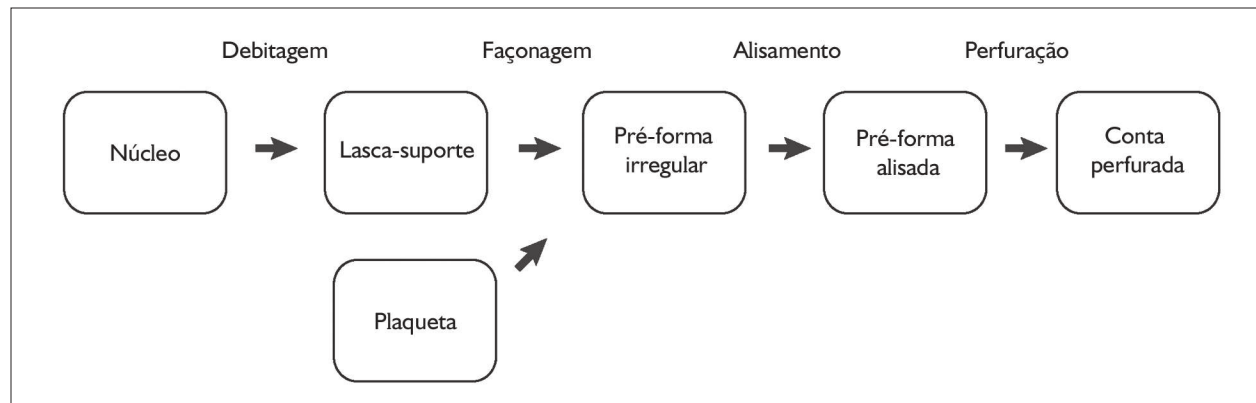 Debitagem
Façonagem
Alisamento
Perfuração
Núcleo
Lasca-suporte
Pré-forma
irregular
Pré-forma
alisada
Conta
perfurada
Plaqueta